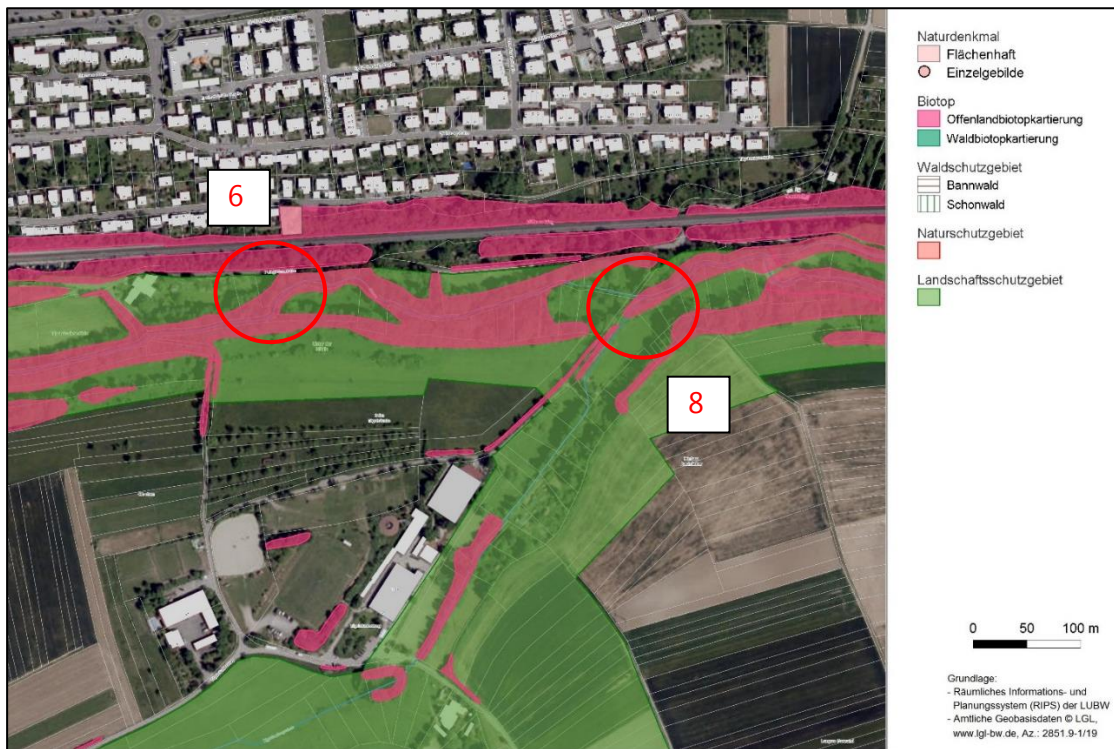 6
8
Naturdenkmal
Flächenhaft
Einzelgebilde
Biotop
Offenlandbiotopkartierung
Waldbiotopkartierung
Waldschutzgebiet
Bannwald
Schonwald
Naturschutzgebiet
Landschaftsschutzgebiet
0 50 100 m
Grundlage:
- Räumliches Informations- und
Planungssystem (RIPS) der LUBW
- Amtliche Geobasisdaten © LGL,
www.lgl-bw.de, Az.: 2851.9-1/19